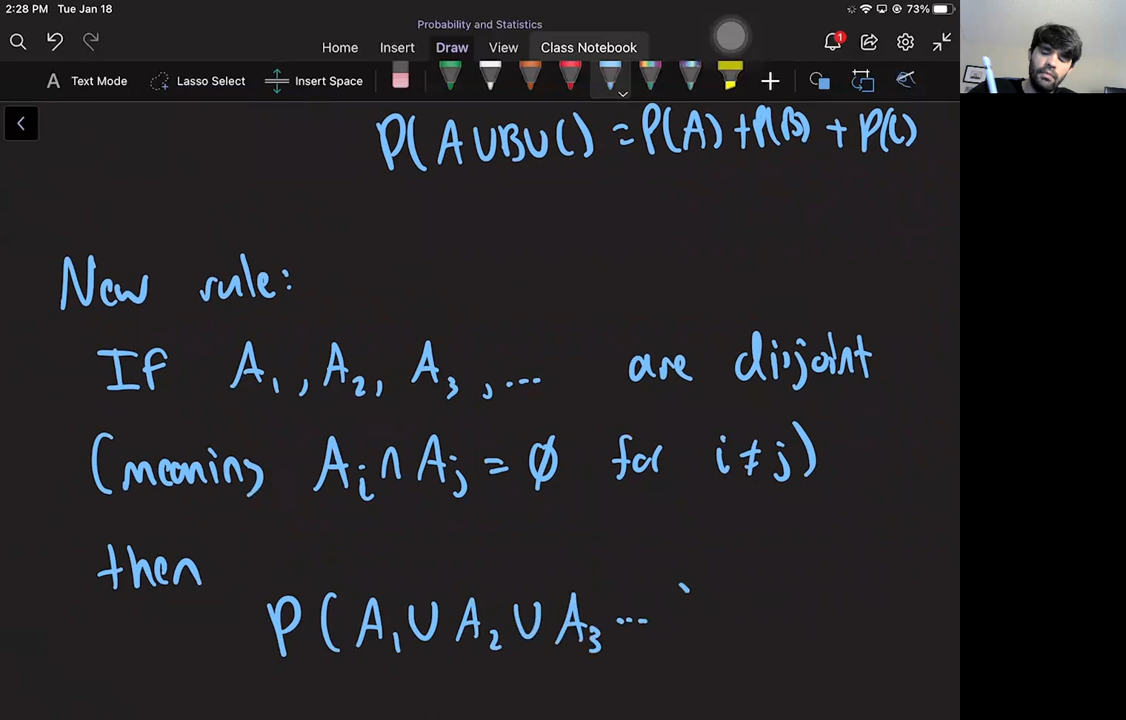 2:28 PM Tue Jan 18
73%
Probability and Statistics
Home Insert Draw View Class Notebook
1
Text Mode Lasso Select Insert Space
P(A∪B∪C) = P(A) + P(B) + P(C)
New rule:
If A₁, A₂, A₃, ... are disjoint
(meaning Aᵢ∩Aⱼ = ∅ for i≠j)
then
P(A₁∪A₂∪A₃ ...